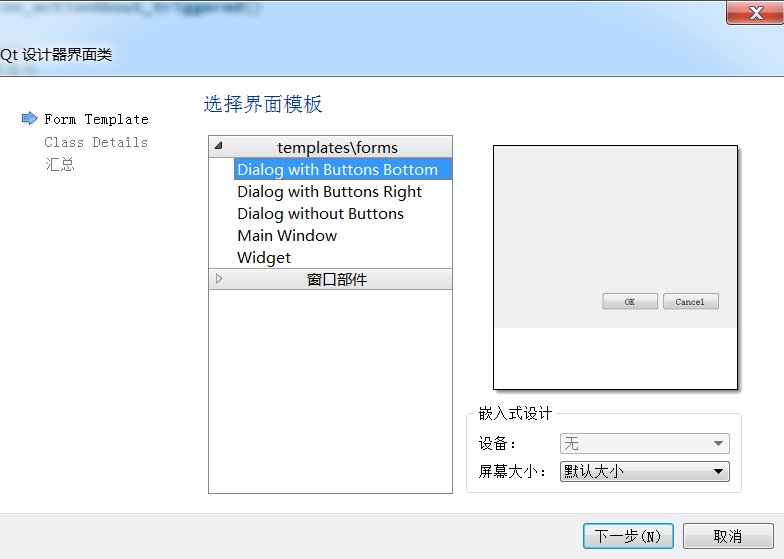 on_actionAbout_triggered()
Qt 设计器界面类
Form Template
Class Details
汇总
选择界面模板
templates\forms
Dialog with Buttons Bottom
Dialog with Buttons Right
Dialog without Buttons
Main Window
Widget
窗口部件
OK
Cancel
嵌入式设计
设备：
无
屏幕大小：
默认大小
下一步(N)
取消